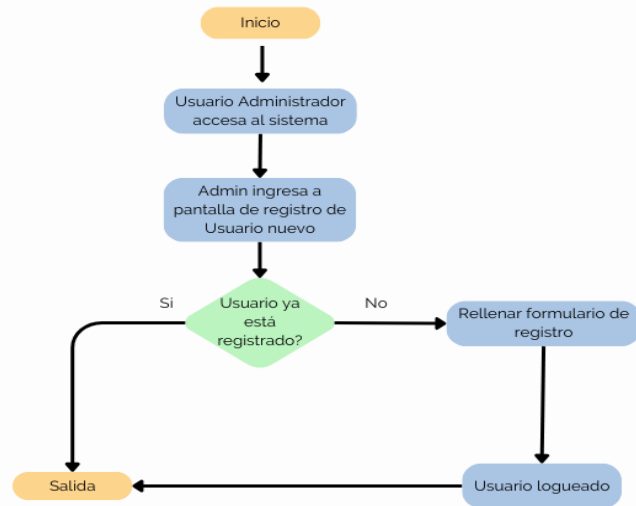 Inicio
Usuario Administrador
accesa al sistema
Admin ingresa a
pantalla de registro de
Usuario nuevo
Si
Usuario ya
está
registrado?
No
Rellenar formulario de
registro
Salida
Usuario logueado